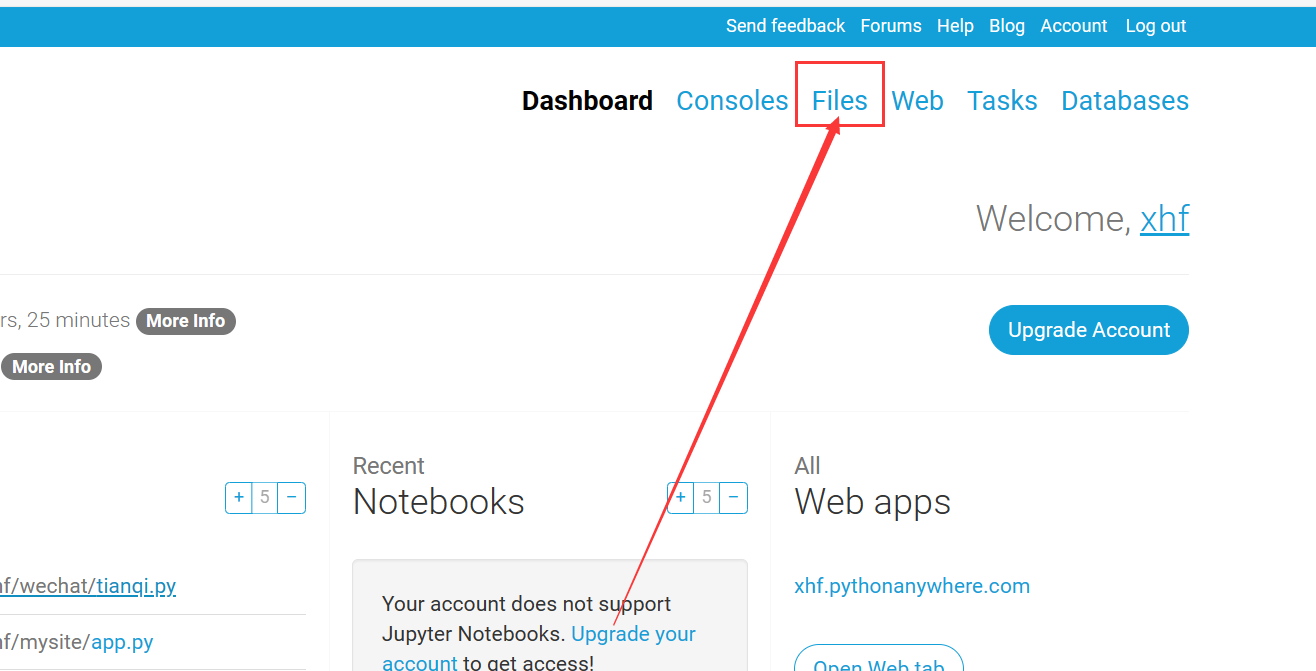 Send feedback Forums Help Blog Account Log out
Dashboard Consoles Files Web Tasks Databases
Welcome, xhf
rs, 25 minutes More Info
More Info
Upgrade Account
+ 5 −
nf/wechat/tianqi.py
nf/mysite/app.py
Recent
Notebooks
+ 5 −
Your account does not support
Jupyter Notebooks. Upgrade your
account to get access!
All
Web apps
xhf.pythonanywhere.com
Open Web tab